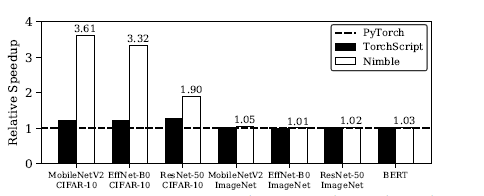 4
3
2
1
0
Relative Speedup
PyTorch
TorchScript
Nimble
3.61
3.32
1.90
1.05
1.01
1.02
1.03
MobileNetV2 EffNet-B0 ResNet-50 MobileNetV2 EffNet-B0 ResNet-50 BERT
CIFAR-10 CIFAR-10 CIFAR-10 ImageNet ImageNet ImageNet